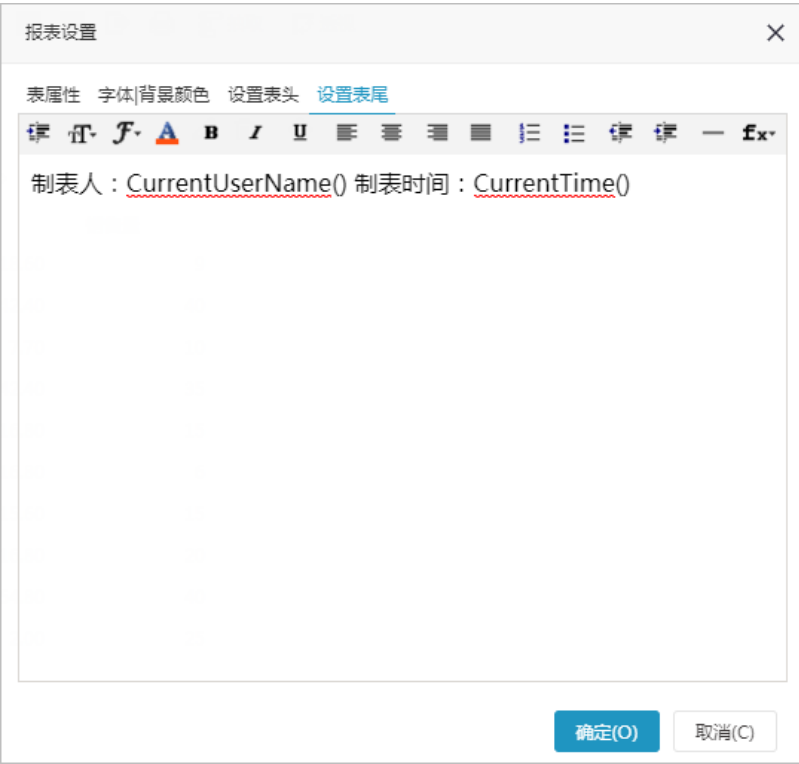 报表设置
表属性 字体|背景颜色 设置表头 设置表尾
T F A B I U fx
制表人：CurrentUserName() 制表时间：CurrentTime()
确定(O) 取消(C)